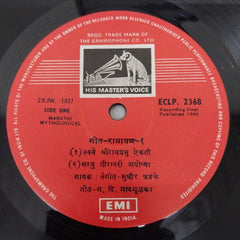 REGD. TRADE MARK OF
THE GRAMOPHONE CO. LTD
HIS MASTER'S VOICE
2XJW. 1037
SIDE ONE
MARATHI
MYTHOLOGICAL
ECLP. 2368
Recording First
Published 1965
गीत-रामायण-१
(१) स्वये श्रीरामप्रभु ऐकती
(२) सरयु तीरावरी अयोध्या
गायक : संगीत-सुधीर फडके
गीत-ग. दि. माडगूळकर
EMI
MADE IN INDIA